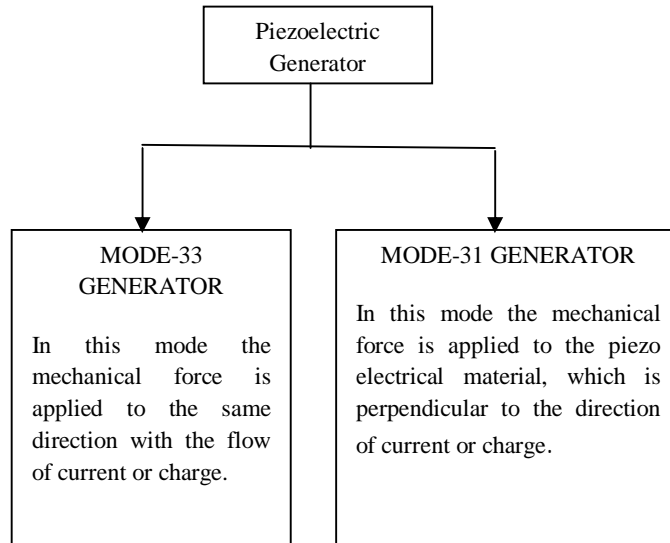 Piezoelectric
Generator
MODE-33
GENERATOR
In this mode the
mechanical force is
applied to the same
direction with the flow
of current or charge.
MODE-31 GENERATOR
In this mode the mechanical
force is applied to the piezo
electrical material, which is
perpendicular to the direction
of current or charge.